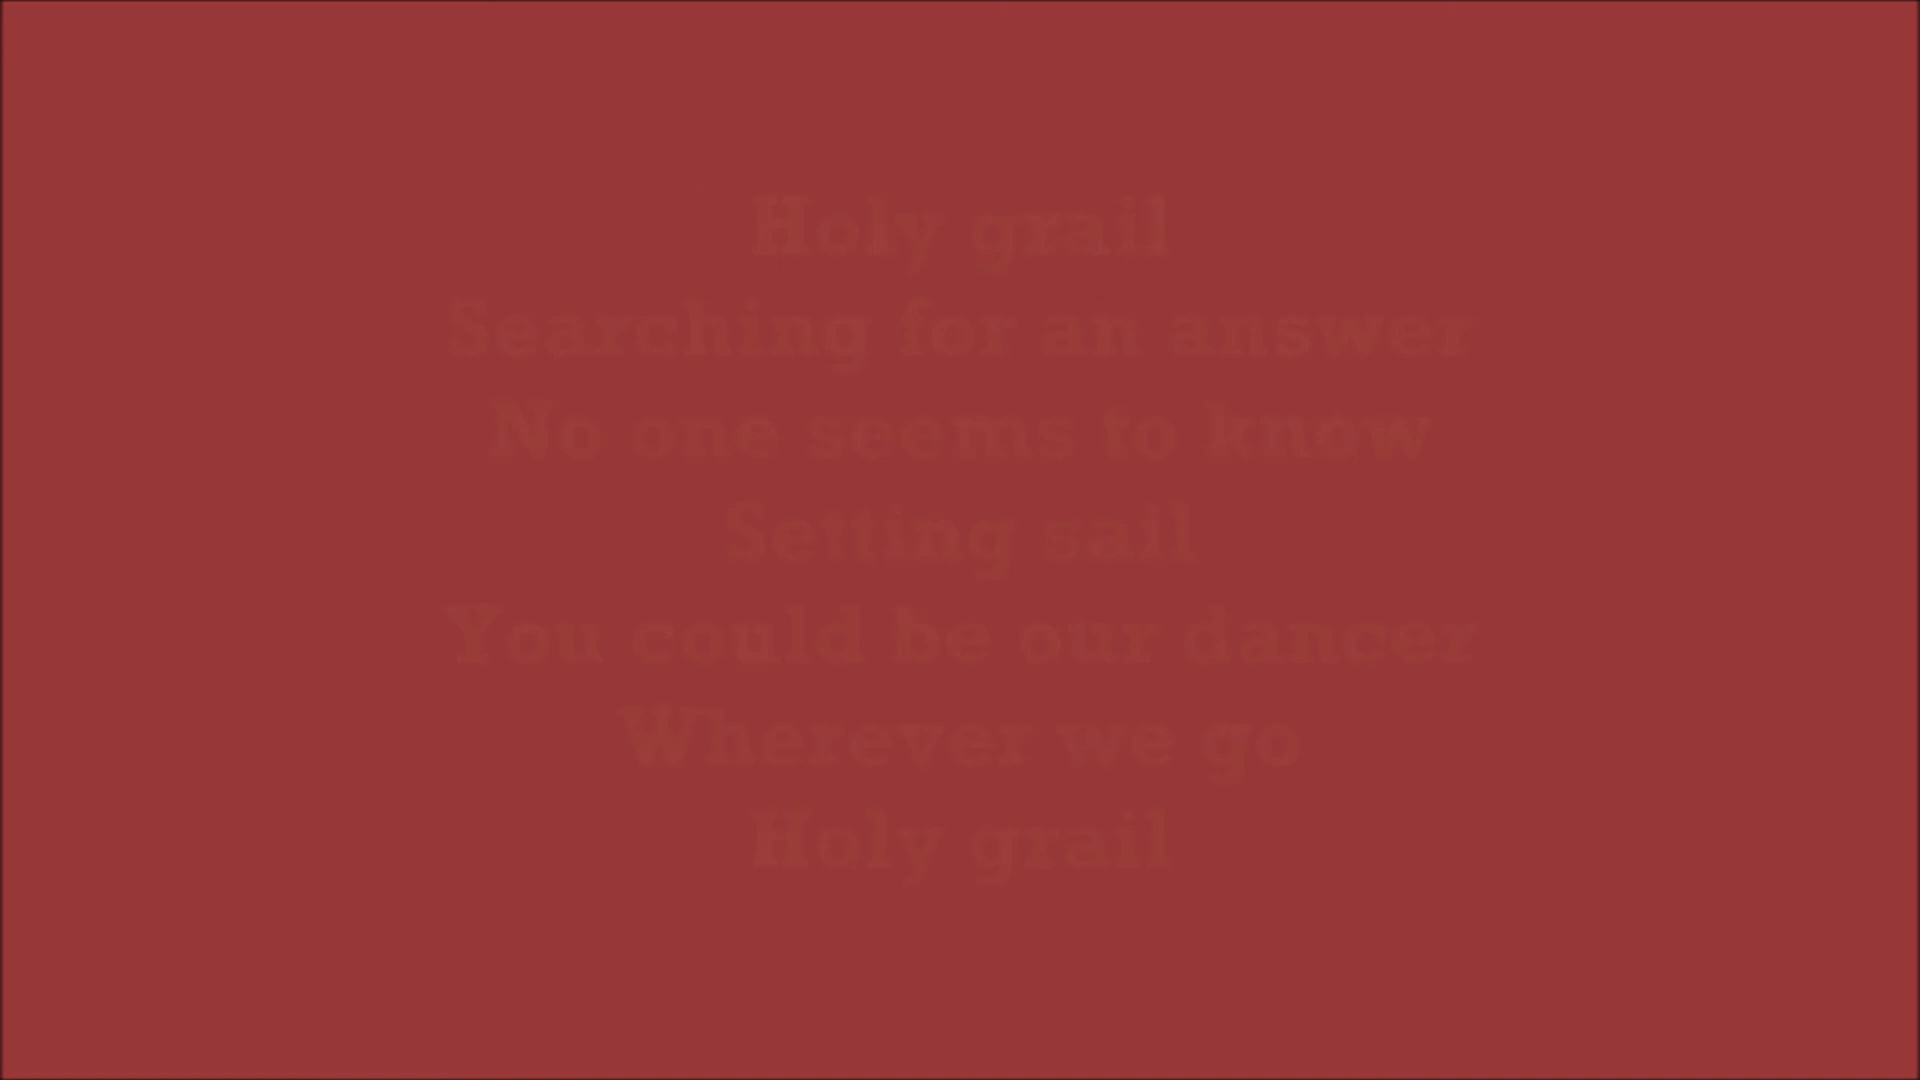 Holy grail
Searching for an answer
No one seems to know
Setting sail
You could be our dancer
Wherever we go
Holy grail